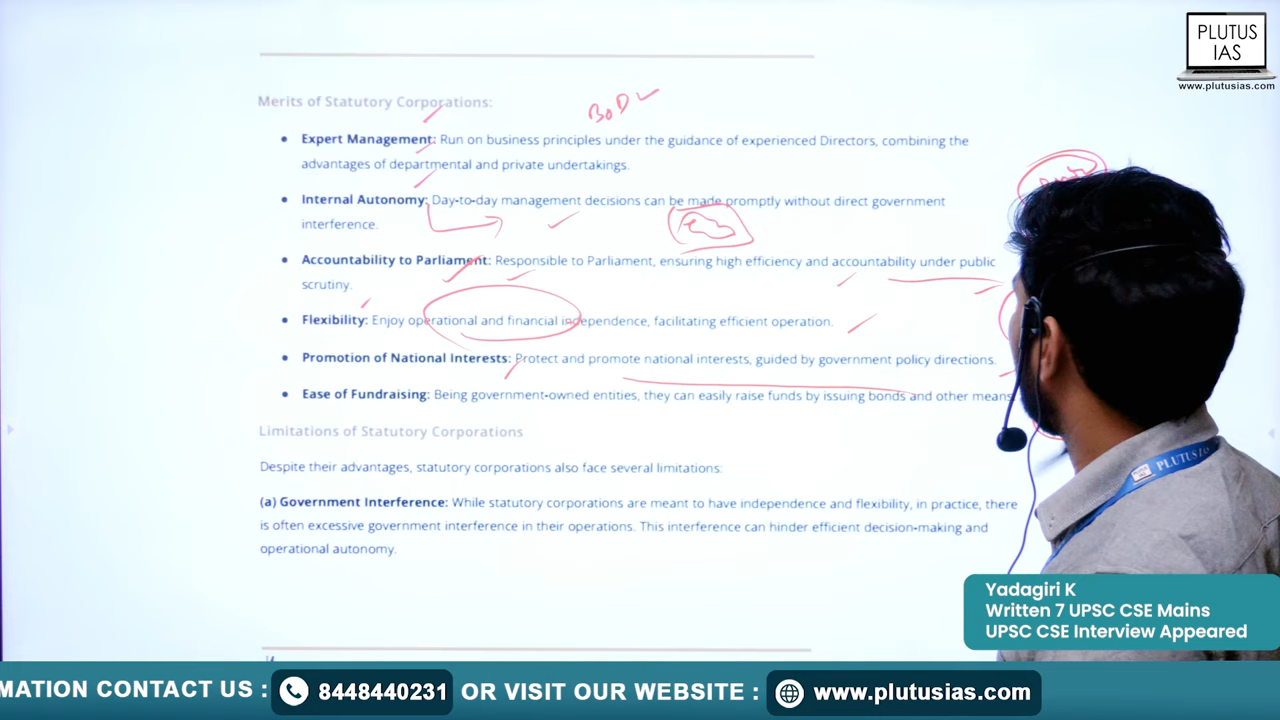 PLUTUS
IAS
www.plutusias.com
Merits of Statutory Corporations:
BOD
Expert Management: Run on business principles under the guidance of experienced Directors, combining the
advantages of departmental and private undertakings.
Internal Autonomy: Day-to-day management decisions can be made promptly without direct government
interference.
Accountability to Parliament: Responsible to Parliament, ensuring high efficiency and accountability under public
scrutiny.
Flexibility: Enjoy operational and financial independence, facilitating efficient operation.
Promotion of National Interests: Protect and promote national interests, guided by government policy directions.
Ease of Fundraising: Being government-owned entities, they can easily raise funds by issuing bonds and other means
Limitations of Statutory Corporations
Despite their advantages, statutory corporations also face several limitations:
(a) Government Interference: While statutory corporations are meant to have independence and flexibility, in practice, there
is often excessive government interference in their operations. This interference can hinder efficient decision-making and
operational autonomy.
PLUTUS
Yadagiri K
Written 7 UPSC CSE Mains
UPSC CSE Interview Appeared
MATION CONTACT US : 8448440231 OR VISIT OUR WEBSITE : www.plutusias.com